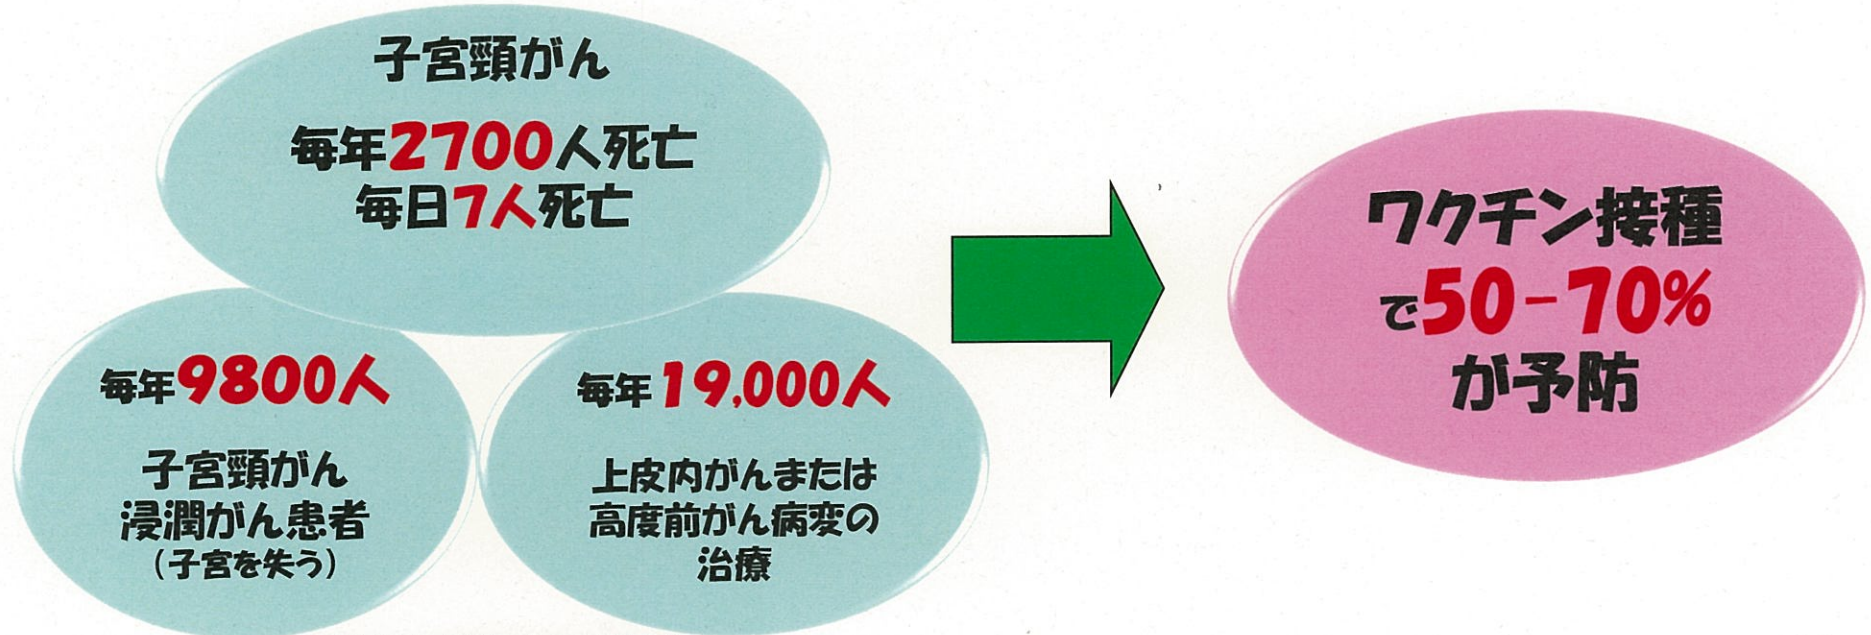 子宮頸がん
毎年2700人死亡
毎日7人死亡
毎年9800人
子宮頸がん
浸潤がん患者
(子宮を失う)
毎年19,000人
上皮内がんまたは
高度前がん病変の
治療
ワクチン接種
で50-70%
が予防